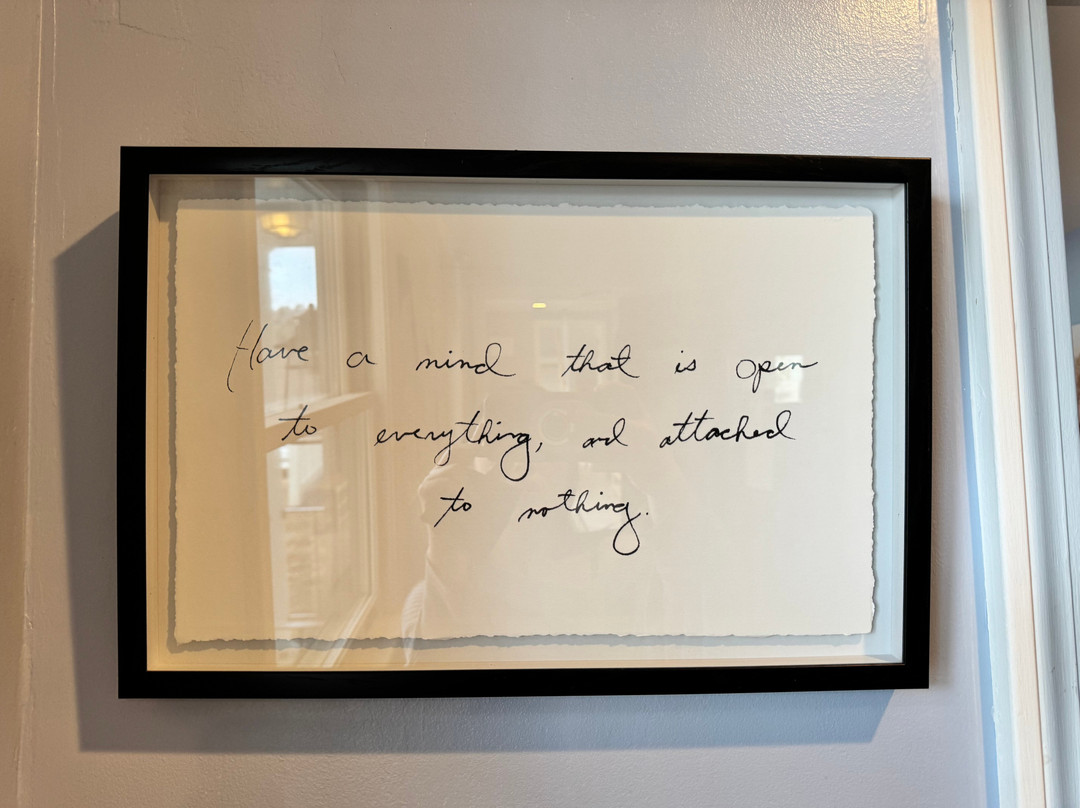 Have a mind that is open
to everything, and attached
to nothing.